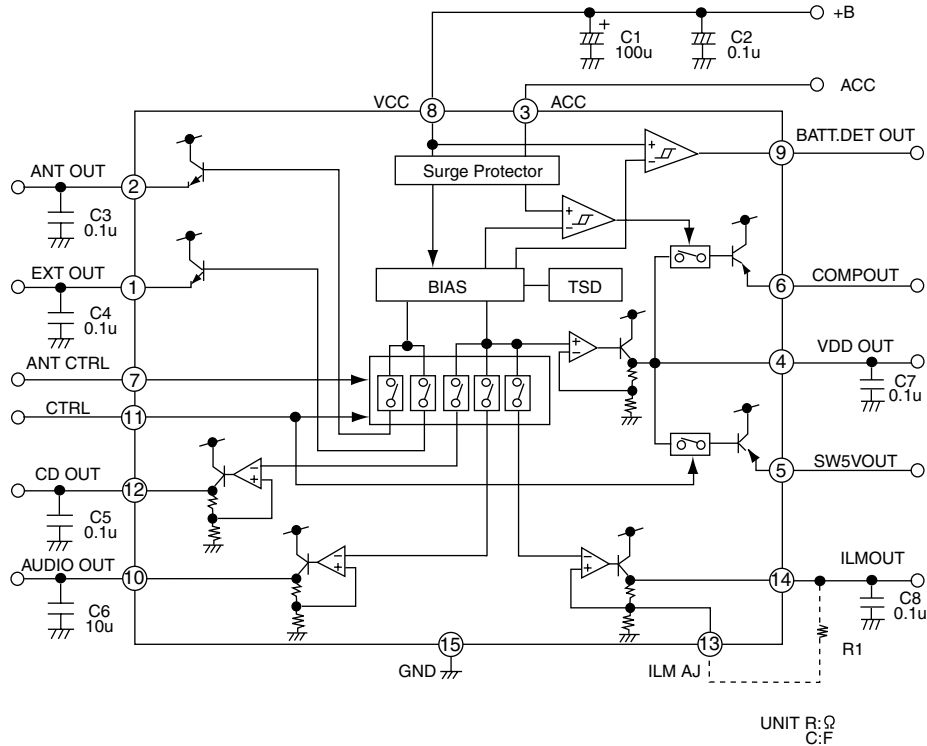 +B
+
C1
100u
C2
0.1u
ACC
VCC
8
3
ACC
BATT.DET OUT
9
+
−
Surge Protector
ANT OUT
2
C3
0.1u
+
−
EXT OUT
1
C4
0.1u
BIAS
TSD
COMPOUT
6
ANT CTRL
7
+
−
VDD OUT
4
C7
0.1u
CTRL
11
CD OUT
12
−
+
C5
0.1u
SW5VOUT
5
AUDIO OUT
10
−
+
C6
10u
−
+
ILMOUT
14
C8
0.1u
R1
GND
15
ILM AJ
13
UNIT R:Ω
C:F